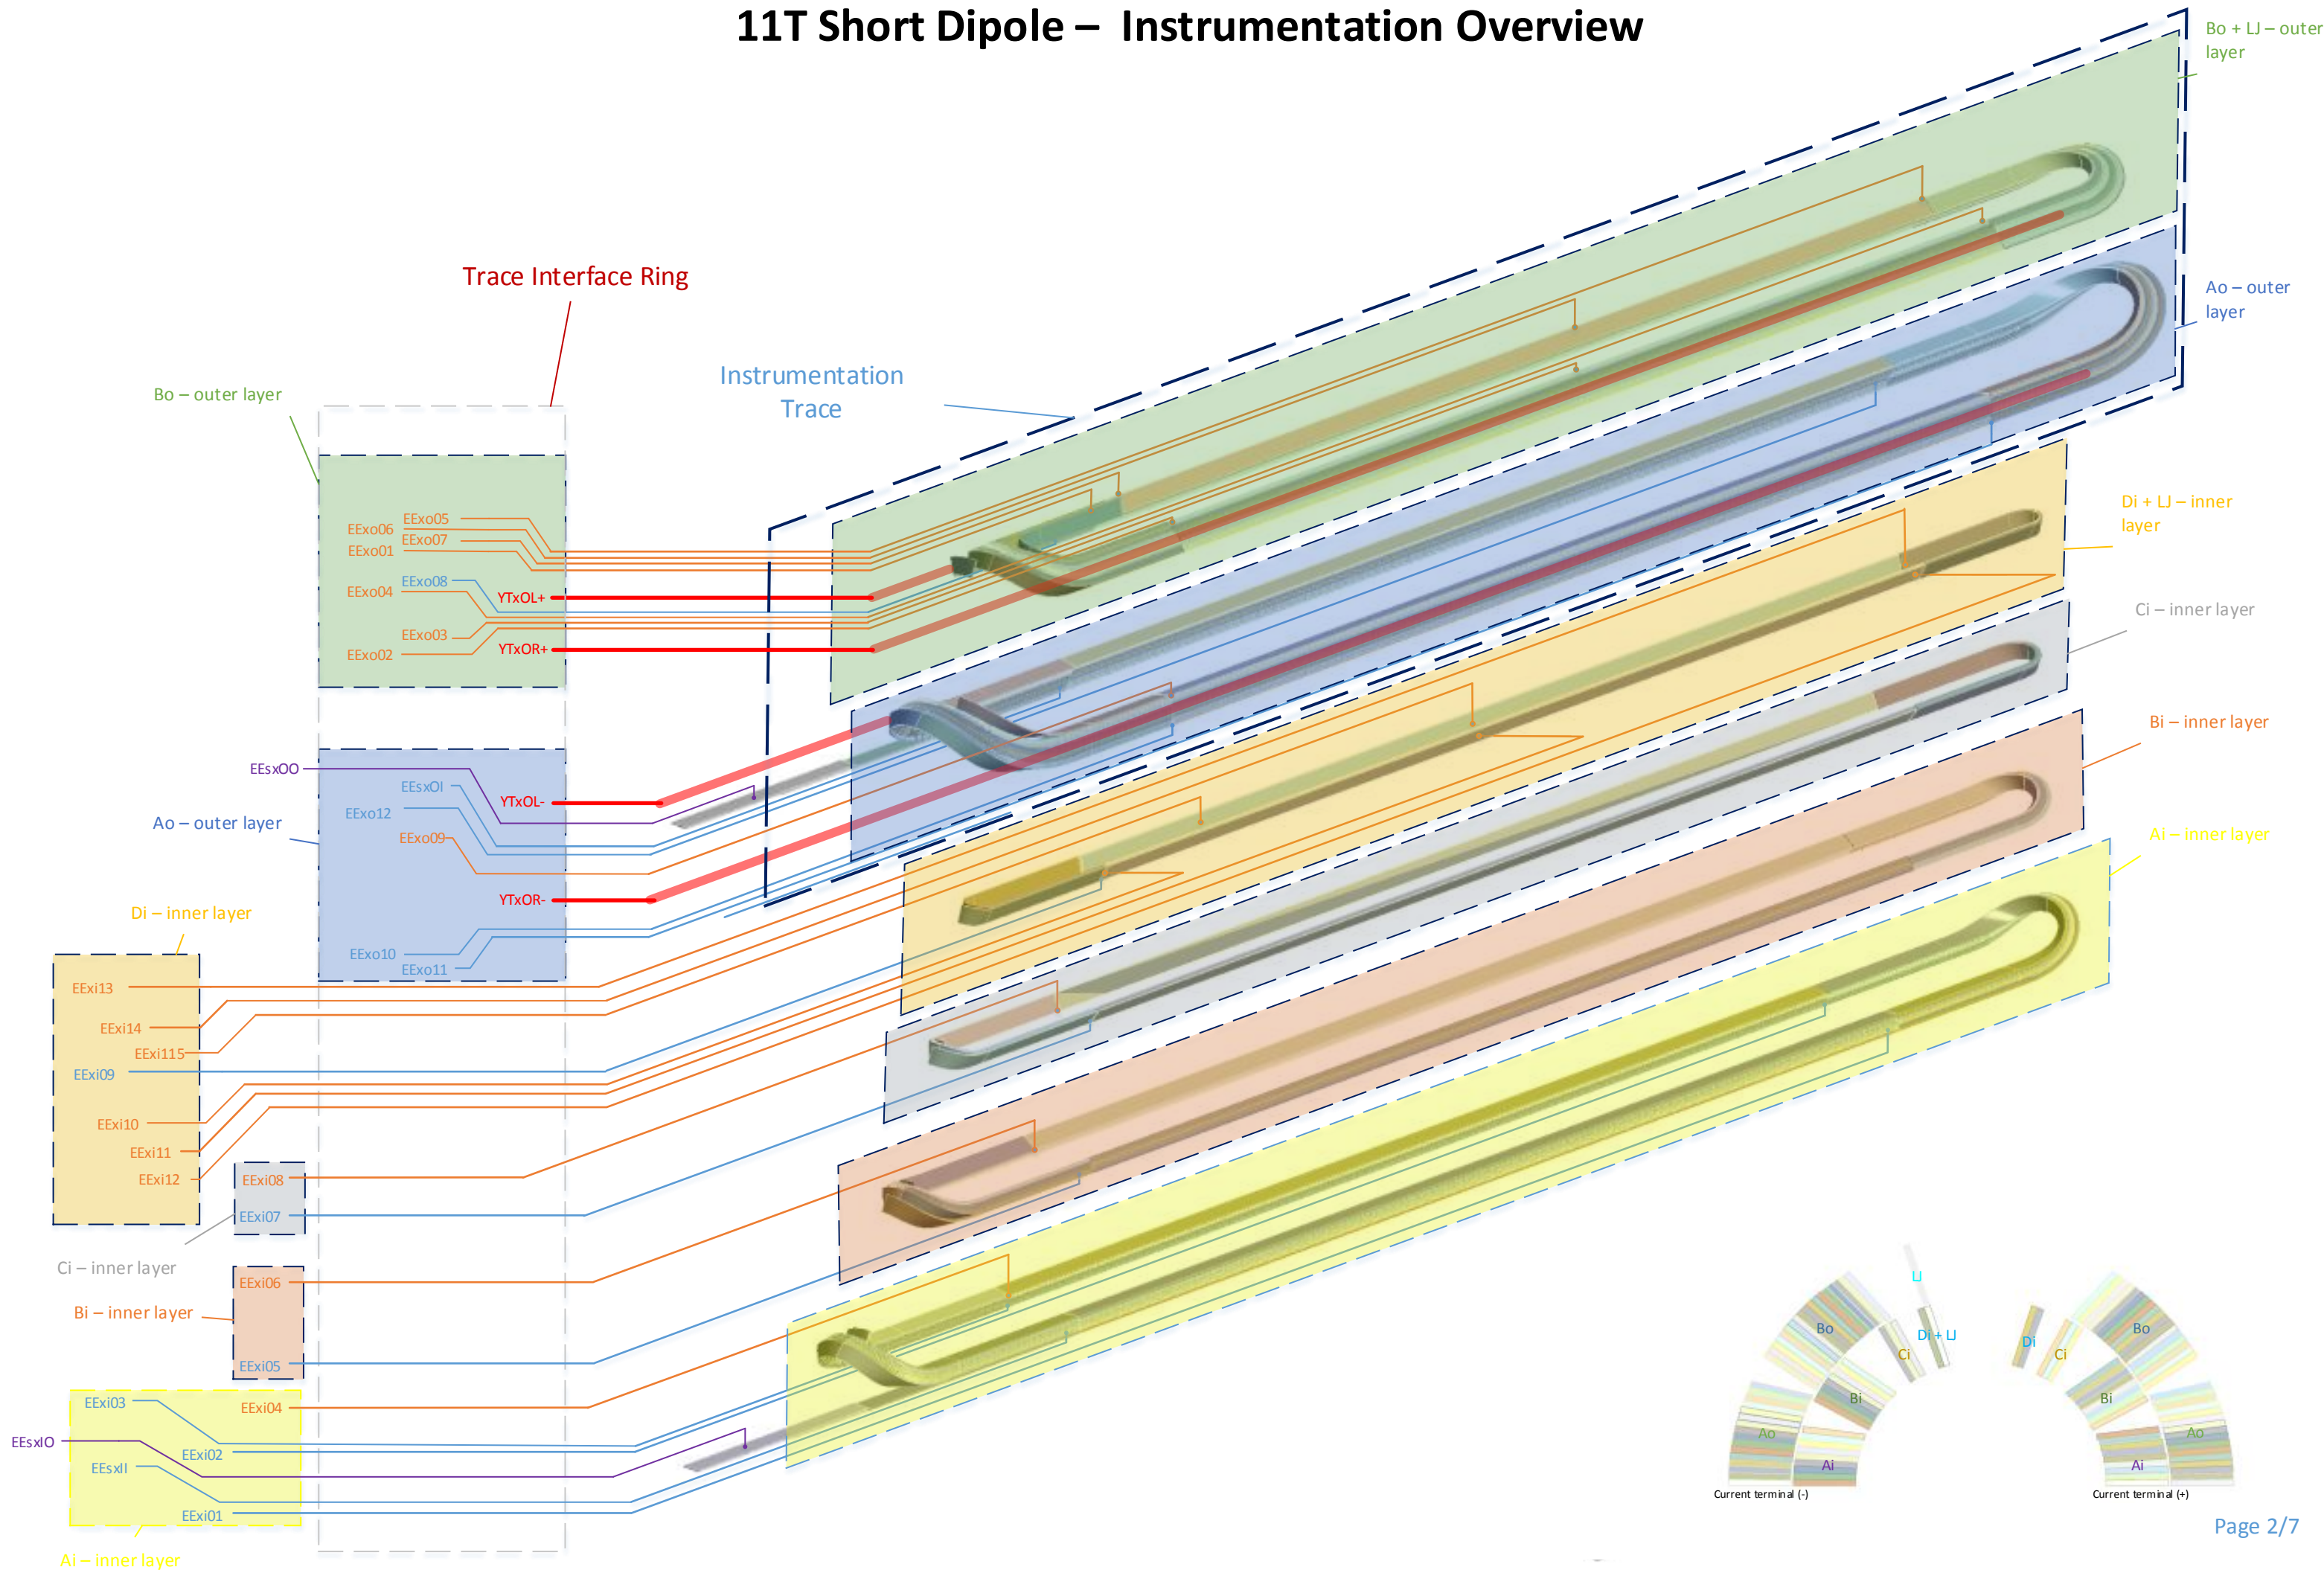 11T Short Dipole – Instrumentation Overview
Bo + LJ – outer
layer
Trace Interface Ring
Ao – outer
layer
Instrumentation
Trace
Bo – outer layer
EExo05
EExo06
EExo07
EExo01
EExo08
EExo04
YTxOL+
EExo03
EExo02
YTxOR+
Di + LJ – inner
layer
Ci – inner layer
Bi – inner layer
Ai – inner layer
EEsxOO
EEsxOI
YTxOL-
EExo12
Ao – outer layer
EExo09
YTxOR-
EExo10
EExo11
Di – inner layer
EExi13
EExi14
EExi115
EExi09
EExi10
EExi11
EExi12
EExi08
EExi07
Ci – inner layer
EExi06
Bi – inner layer
EExi05
EExi03
EExi04
EEsxIO
EExi02
EEsxII
EExi01
Ai – inner layer
LJ
Bo
Di + LJ
Ci
Bi
Ao
Ai
Current terminal (-)
Di
Ci
Bo
Bi
Ao
Ai
Current terminal (+)
Page 2/7